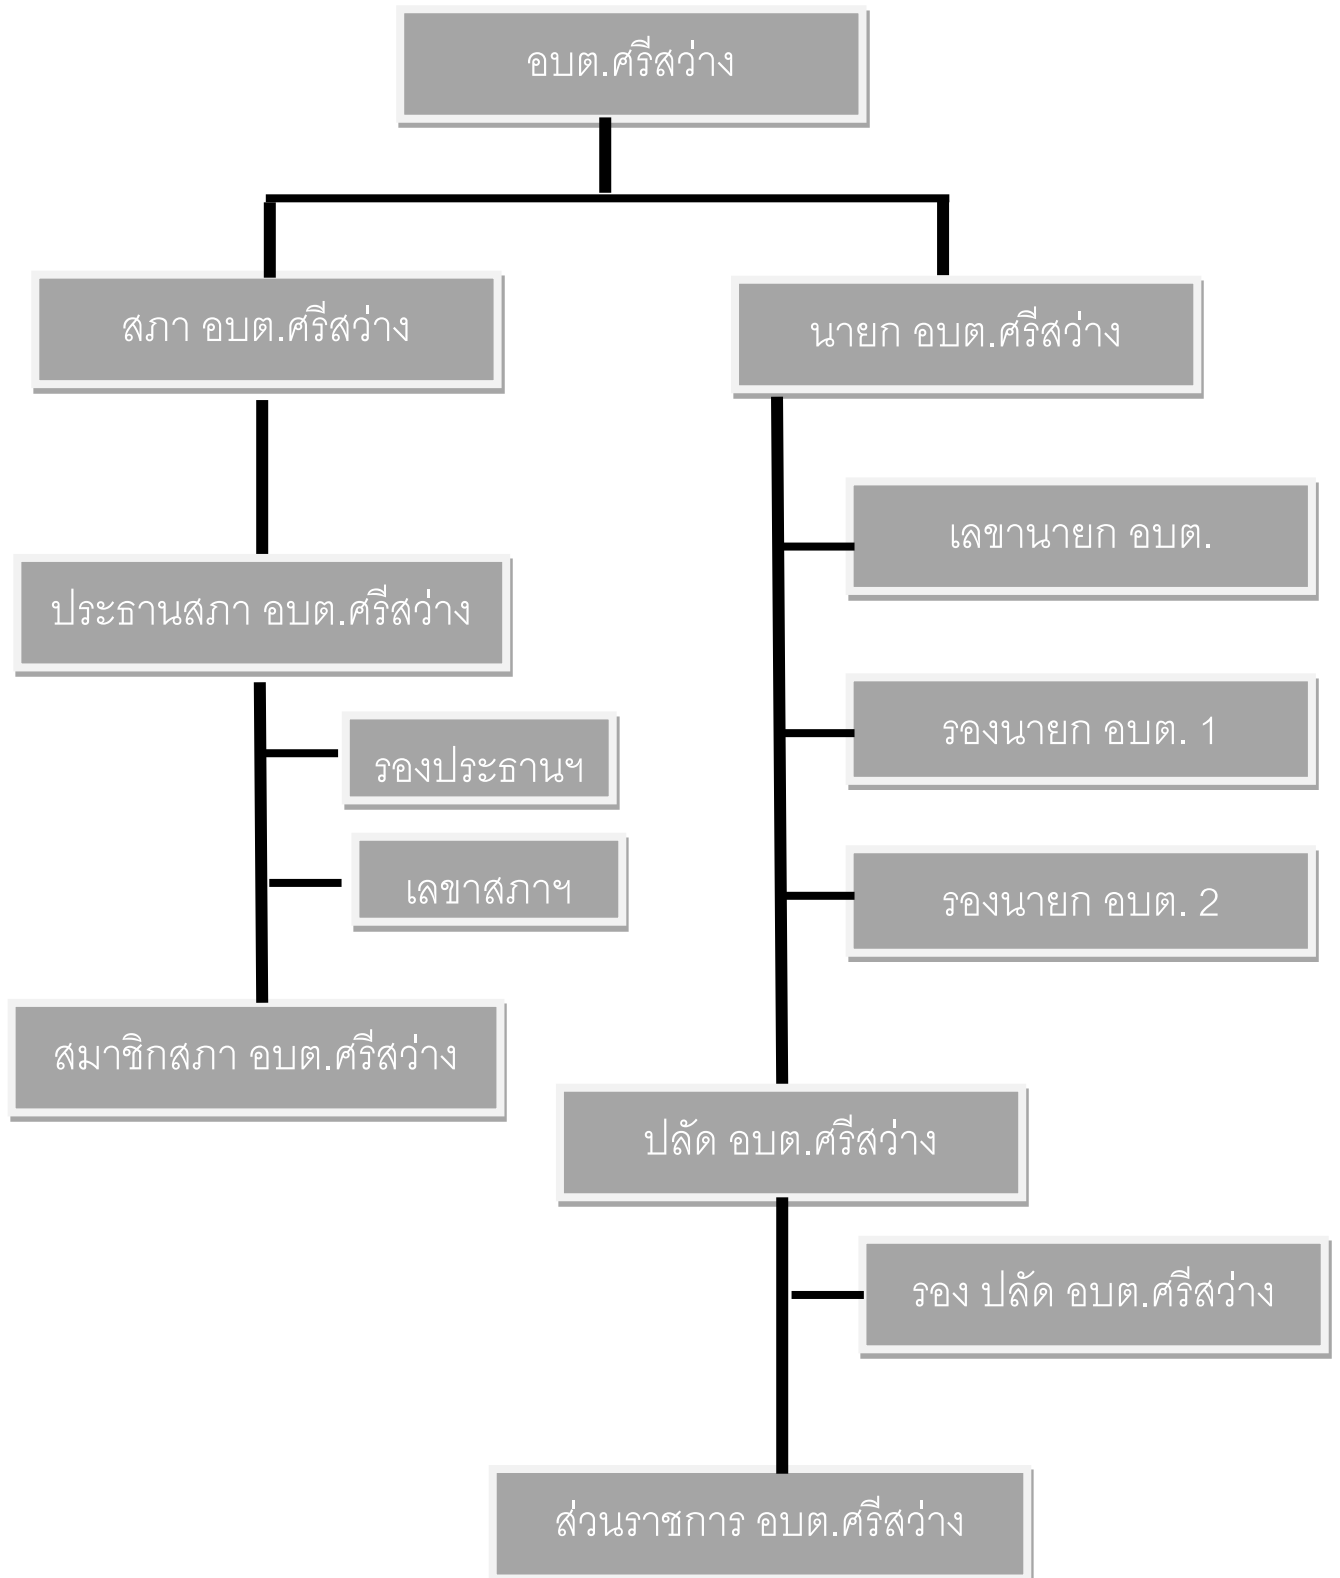 อบต.ศรีสว่าง
สภา อบต.ศรีสว่าง
นายก อบต.ศรีสว่าง
เลขานายก อบต.
ประธานสภา อบต.ศรีสว่าง
รองนายก อบต. 1
รองประธานฯ
เลขาสภาฯ
รองนายก อบต. 2
สมาชิกสภา อบต.ศรีสว่าง
ปลัด อบต.ศรีสว่าง
รอง ปลัด อบต.ศรีสว่าง
ส่วนราชการ อบต.ศรีสว่าง